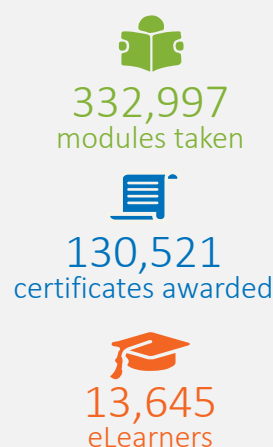 332,997
modules taken
130,521
certificates awarded
13,645
eLearners